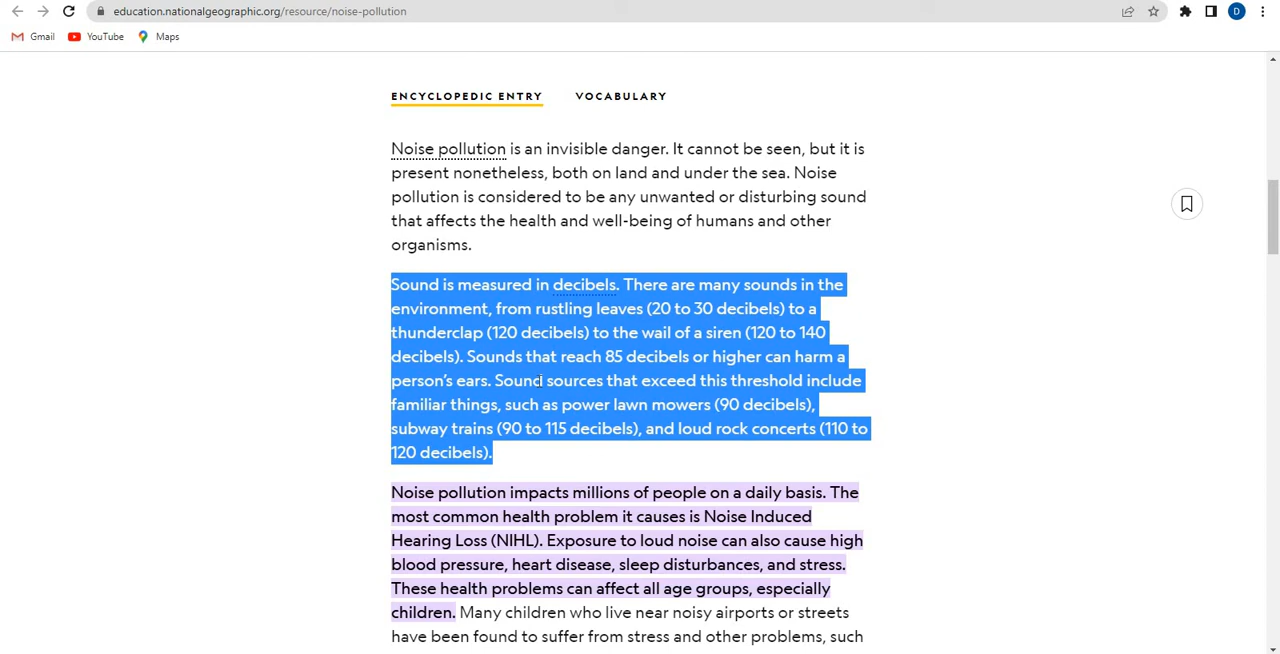 education.nationalgeographic.org/resource/noise-pollution
D
Gmail YouTube Maps
ENCYCLOPEDIC ENTRY VOCABULARY
Noise pollution is an invisible danger. It cannot be seen, but it is
present nonetheless, both on land and under the sea. Noise
pollution is considered to be any unwanted or disturbing sound
that affects the health and well-being of humans and other
organisms.
Sound is measured in decibels. There are many sounds in the
environment, from rustling leaves (20 to 30 decibels) to a
thunderclap (120 decibels) to the wail of a siren (120 to 140
decibels). Sounds that reach 85 decibels or higher can harm a
person's ears. Sound sources that exceed this threshold include
familiar things, such as power lawn mowers (90 decibels),
subway trains (90 to 115 decibels), and loud rock concerts (110 to
120 decibels).
Noise pollution impacts millions of people on a daily basis. The
most common health problem it causes is Noise Induced
Hearing Loss (NIHL). Exposure to loud noise can also cause high
blood pressure, heart disease, sleep disturbances, and stress.
These health problems can affect all age groups, especially
children. Many children who live near noisy airports or streets
have been found to suffer from stress and other problems, such